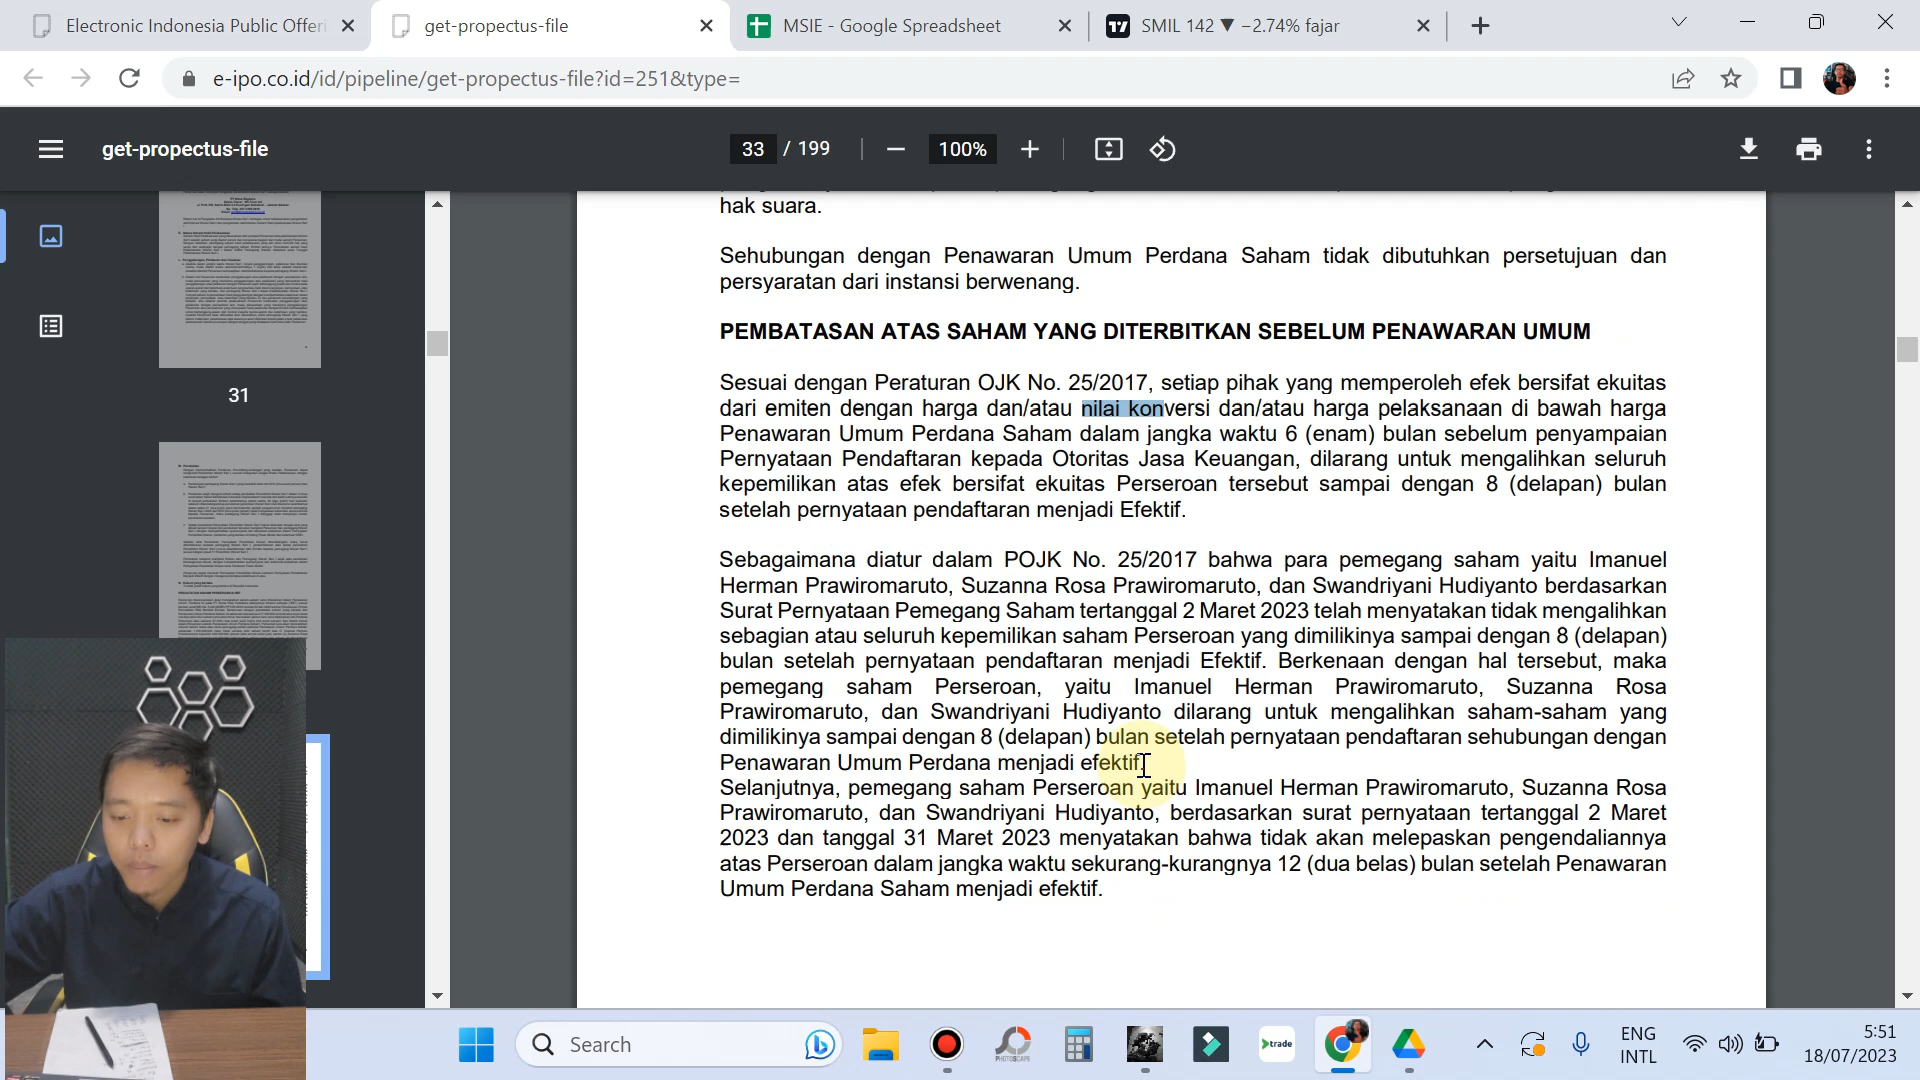 Electronic Indonesia Public Offeri
get-propectus-file
MSIE - Google Spreadsheet
SMIL 142 ▼ −2.74% fajar
e-ipo.co.id/id/pipeline/get-propectus-file?id=251&type=
get-propectus-file
33 / 199
100%
31
hak suara.
Sehubungan dengan Penawaran Umum Perdana Saham tidak dibutuhkan persetujuan dan
persyaratan dari instansi berwenang.
PEMBATASAN ATAS SAHAM YANG DITERBITKAN SEBELUM PENAWARAN UMUM
Sesuai dengan Peraturan OJK No. 25/2017, setiap pihak yang memperoleh efek bersifat ekuitas
dari emiten dengan harga dan/atau nilai konversi dan/atau harga pelaksanaan di bawah harga
Penawaran Umum Perdana Saham dalam jangka waktu 6 (enam) bulan sebelum penyampaian
Pernyataan Pendaftaran kepada Otoritas Jasa Keuangan, dilarang untuk mengalihkan seluruh
kepemilikan atas efek bersifat ekuitas Perseroan tersebut sampai dengan 8 (delapan) bulan
setelah pernyataan pendaftaran menjadi Efektif.
Sebagaimana diatur dalam POJK No. 25/2017 bahwa para pemegang saham yaitu Imanuel
Herman Prawiromaruto, Suzanna Rosa Prawiromaruto, dan Swandriyani Hudiyanto berdasarkan
Surat Pernyataan Pemegang Saham tertanggal 2 Maret 2023 telah menyatakan tidak mengalihkan
sebagian atau seluruh kepemilikan saham Perseroan yang dimilikinya sampai dengan 8 (delapan)
bulan setelah pernyataan pendaftaran menjadi Efektif. Berkenaan dengan hal tersebut, maka
pemegang saham Perseroan, yaitu Imanuel Herman Prawiromaruto, Suzanna Rosa
Prawiromaruto, dan Swandriyani Hudiyanto dilarang untuk mengalihkan saham-saham yang
dimilikinya sampai dengan 8 (delapan) bulan setelah pernyataan pendaftaran sehubungan dengan
Penawaran Umum Perdana menjadi efektif.
Selanjutnya, pemegang saham Perseroan yaitu Imanuel Herman Prawiromaruto, Suzanna Rosa
Prawiromaruto, dan Swandriyani Hudiyanto, berdasarkan surat pernyataan tertanggal 2 Maret
2023 dan tanggal 31 Maret 2023 menyatakan bahwa tidak akan melepaskan pengendaliannya
atas Perseroan dalam jangka waktu sekurang-kurangnya 12 (dua belas) bulan setelah Penawaran
Umum Perdana Saham menjadi efektif.
Search
PHOTOSCAPE
trade
ENG
INTL
5:51
18/07/2023